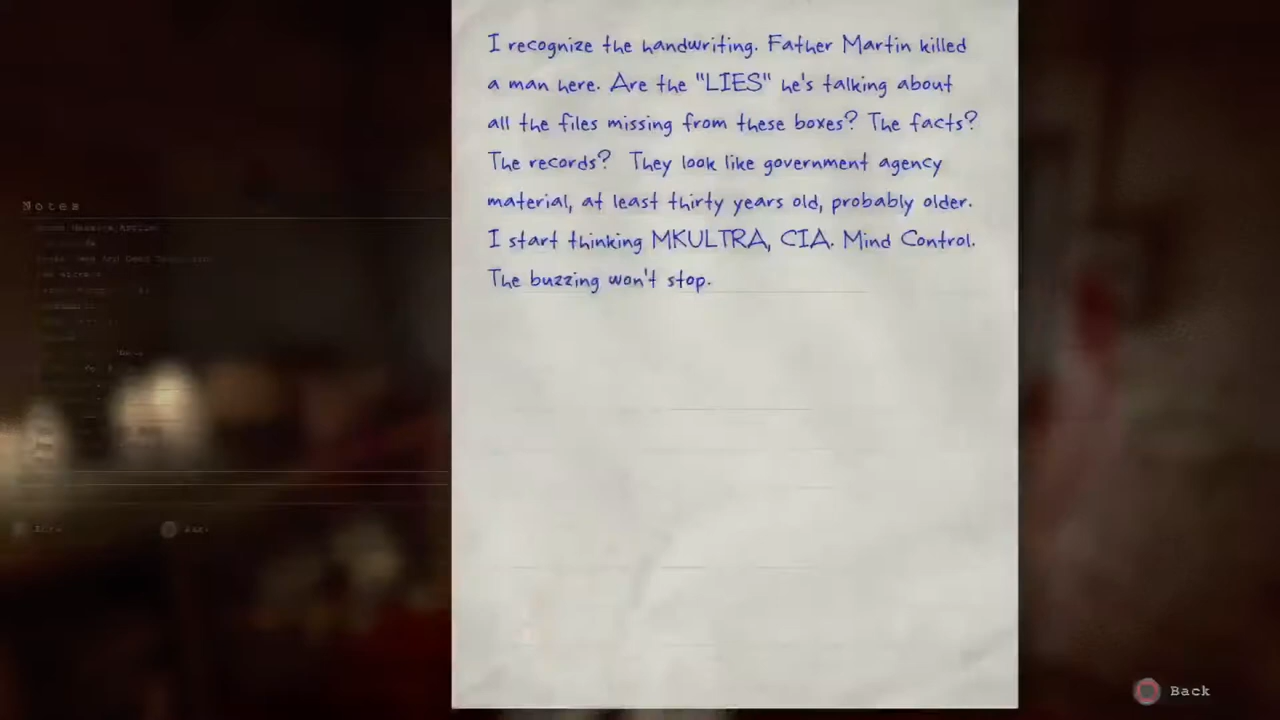 I recognize the handwriting. Father Martin killed
a man here. Are the "LIES" he's talking about
all the files missing from these boxes? The facts?
The records? They look like government agency
material, at least thirty years old, probably older.
I start thinking MKULTRA, CIA. Mind Control.
The buzzing won't stop.
Notes
Back